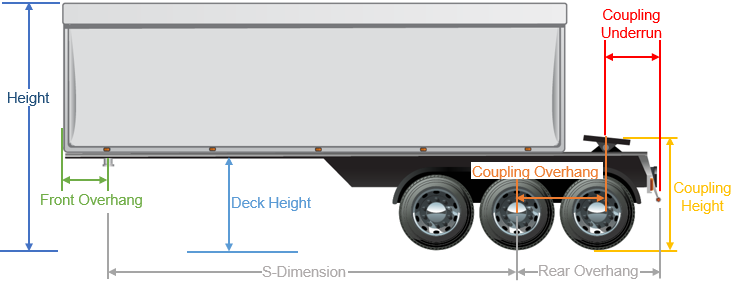 Coupling
Underrun
Height
Coupling Overhang
Front Overhang
Deck Height
Coupling
Height
S-Dimension
Rear Overhang